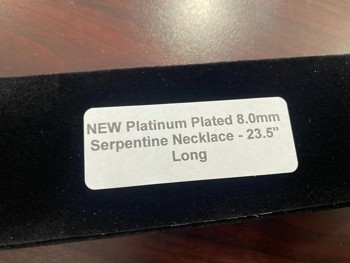 NEW Platinum Plated 8.0mm
Serpentine Necklace - 23.5"
Long